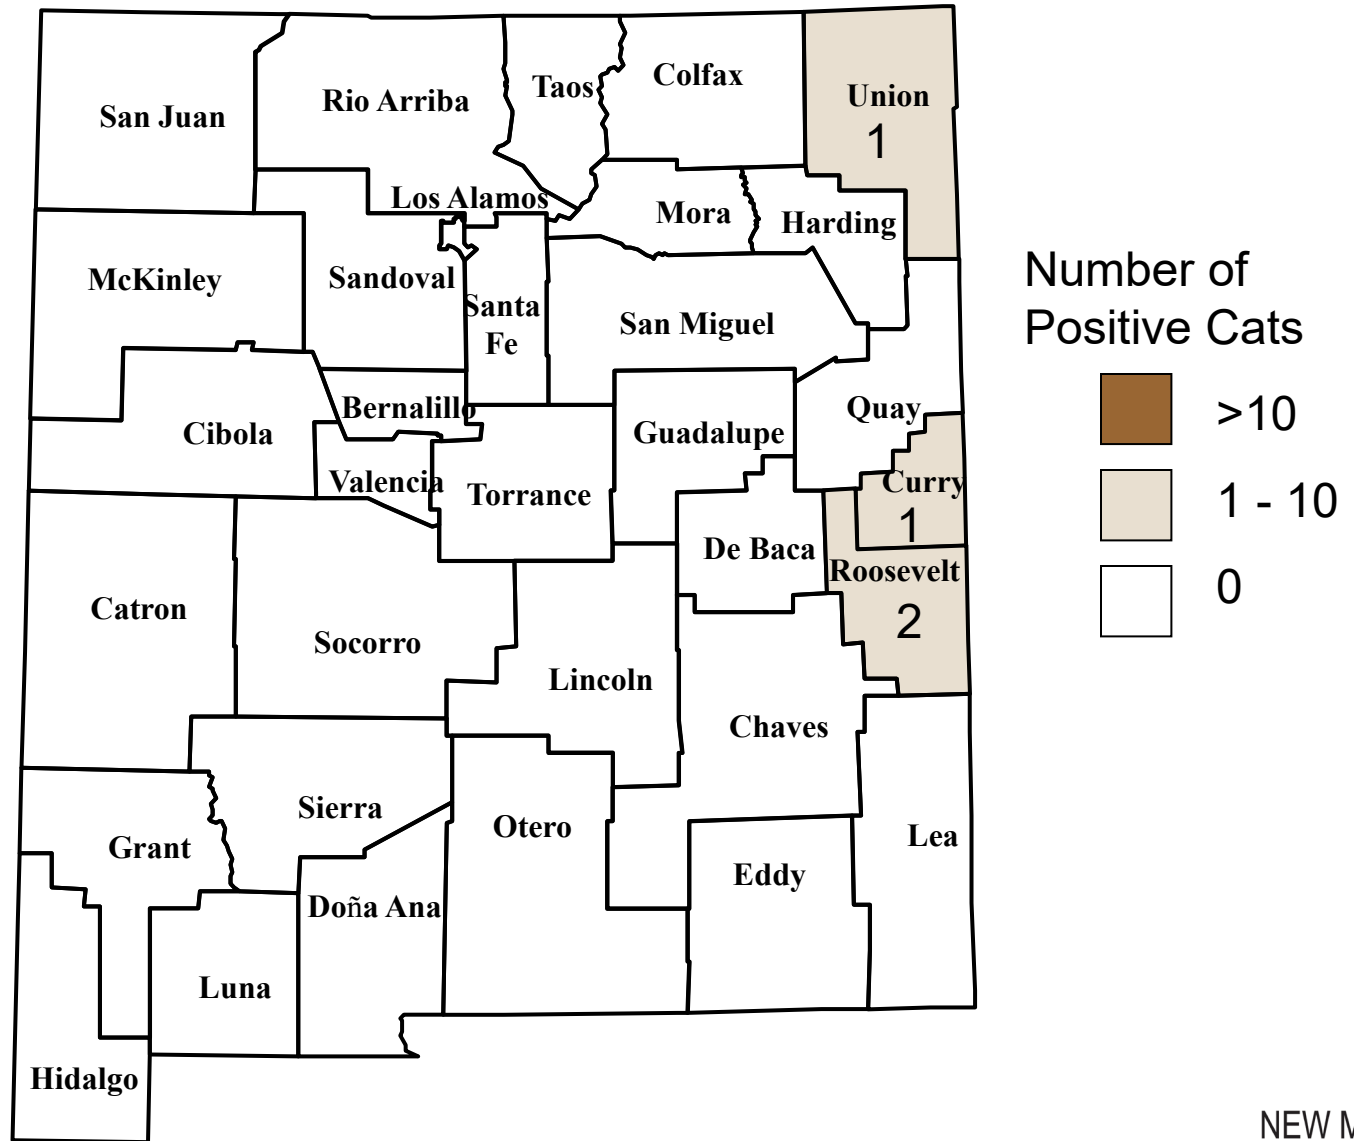 San Juan
Rio Arriba
Taos
Colfax
Union
1
Los Alamos
Mora
Harding
McKinley
Sandoval
Santa
Fe
San Miguel
Number of
Positive Cats
>10
1 - 10
0
Cibola
Bernalillo
Guadalupe
Quay
Valencia
Torrance
Curry
1
De Baca
Roosevelt
2
Catron
Socorro
Lincoln
Chaves
Sierra
Otero
Grant
Lea
Eddy
Doña Ana
Luna
Hidalgo
NEW